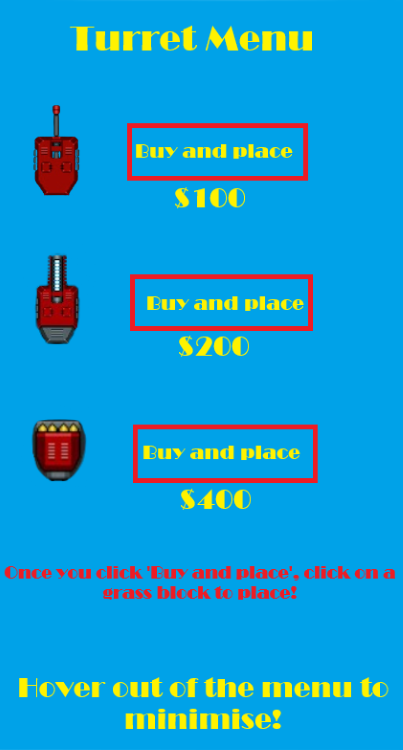 Turret Menu
Buy and place
$100
Buy and place
$200
Buy and place
$400
Once you click 'Buy and place', click on a
grass block to place!
Hover out of the menu to
minimise!